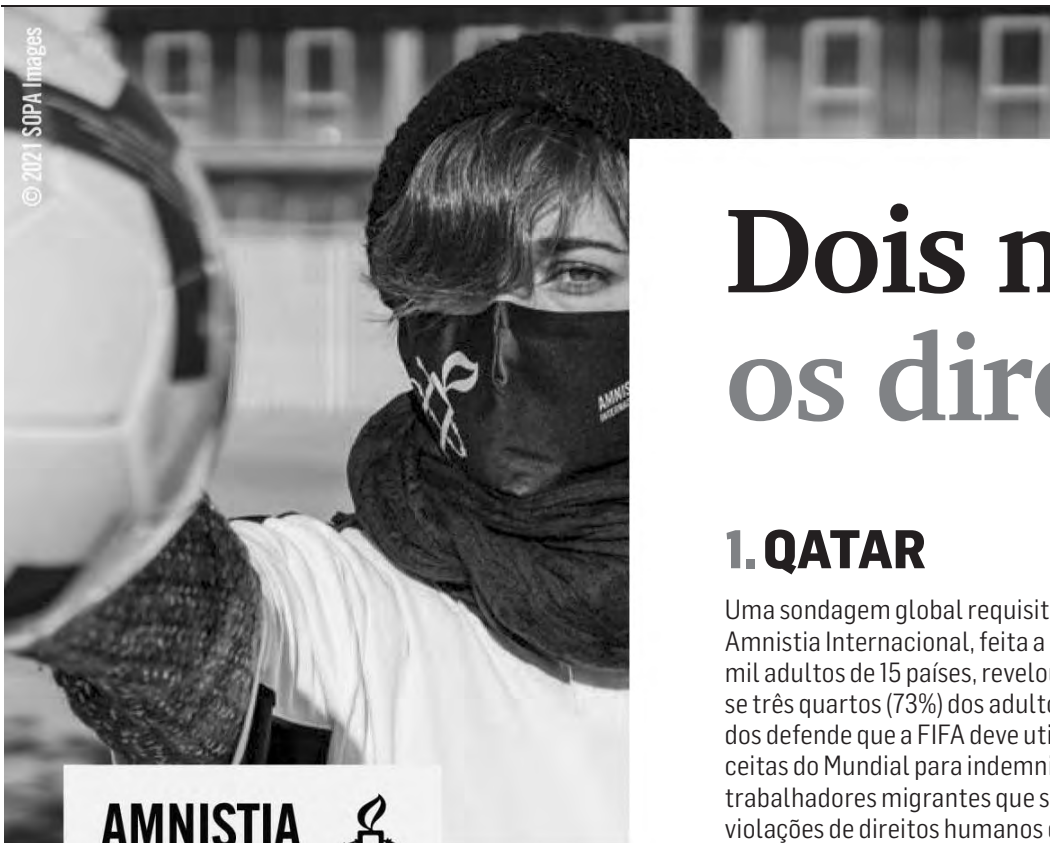 © 2021 SOPA Images
AMNIS
INTERNAC
Dois n
os dire
1. QATAR
Uma sondagem global requisit
Amnistia Internacional, feita a
mil adultos de 15 países, revelo
se três quartos (73%) dos adulto
dos defende que a FIFA deve uti
ceitas do Mundial para indemni
trabalhadores migrantes que s
violações de direitos humanos
AMNISTIA